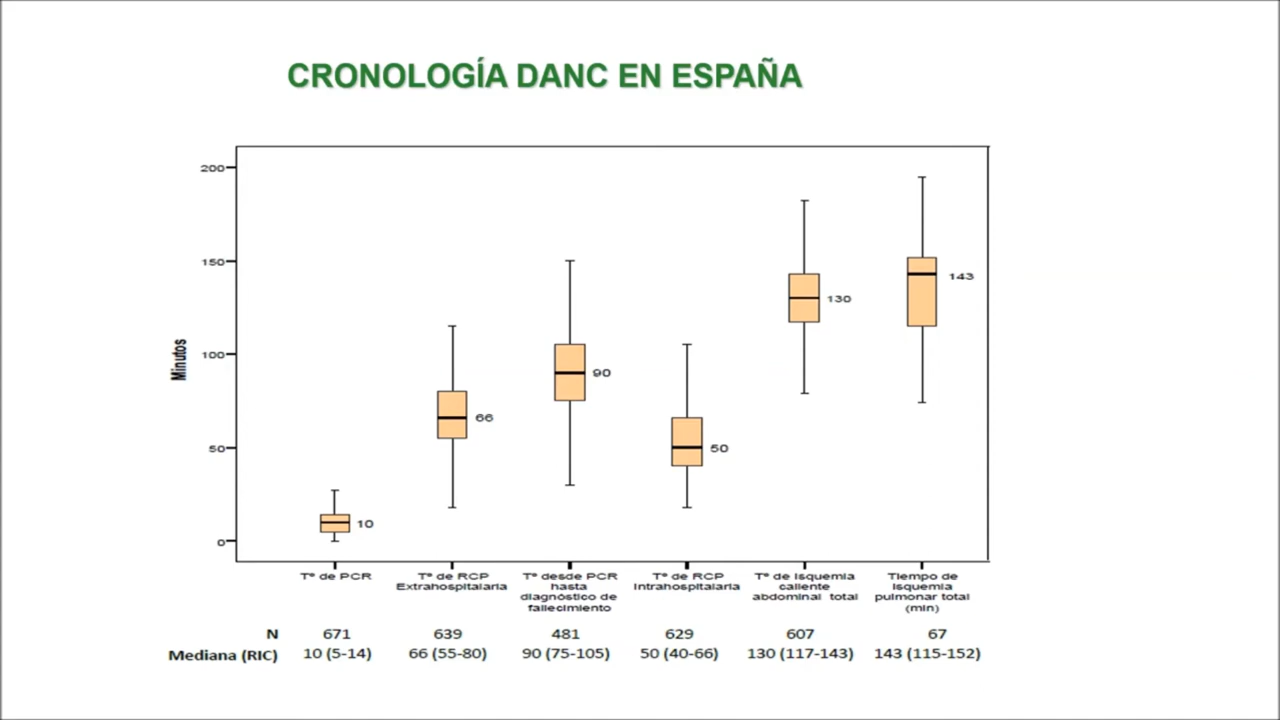 CRONOLOGÍA DANC EN ESPAÑA
Minutos
200
150
100
50
0
10
66
90
50
130
143
Tº de PCR
Tº de RCP
Extrahospitalaria
Tº desde PCR
hasta
diagnóstico de
fallecimiento
Tº de RCP
Intrahospitalaria
Tº de Isquemia
caliente
abdominal total
Tiempo de
Isquemia
pulmonar total
(min)
N 671 639 481 629 607 67
Mediana (RIC) 10 (5-14) 66 (55-80) 90 (75-105) 50 (40-66) 130 (117-143) 143 (115-152)